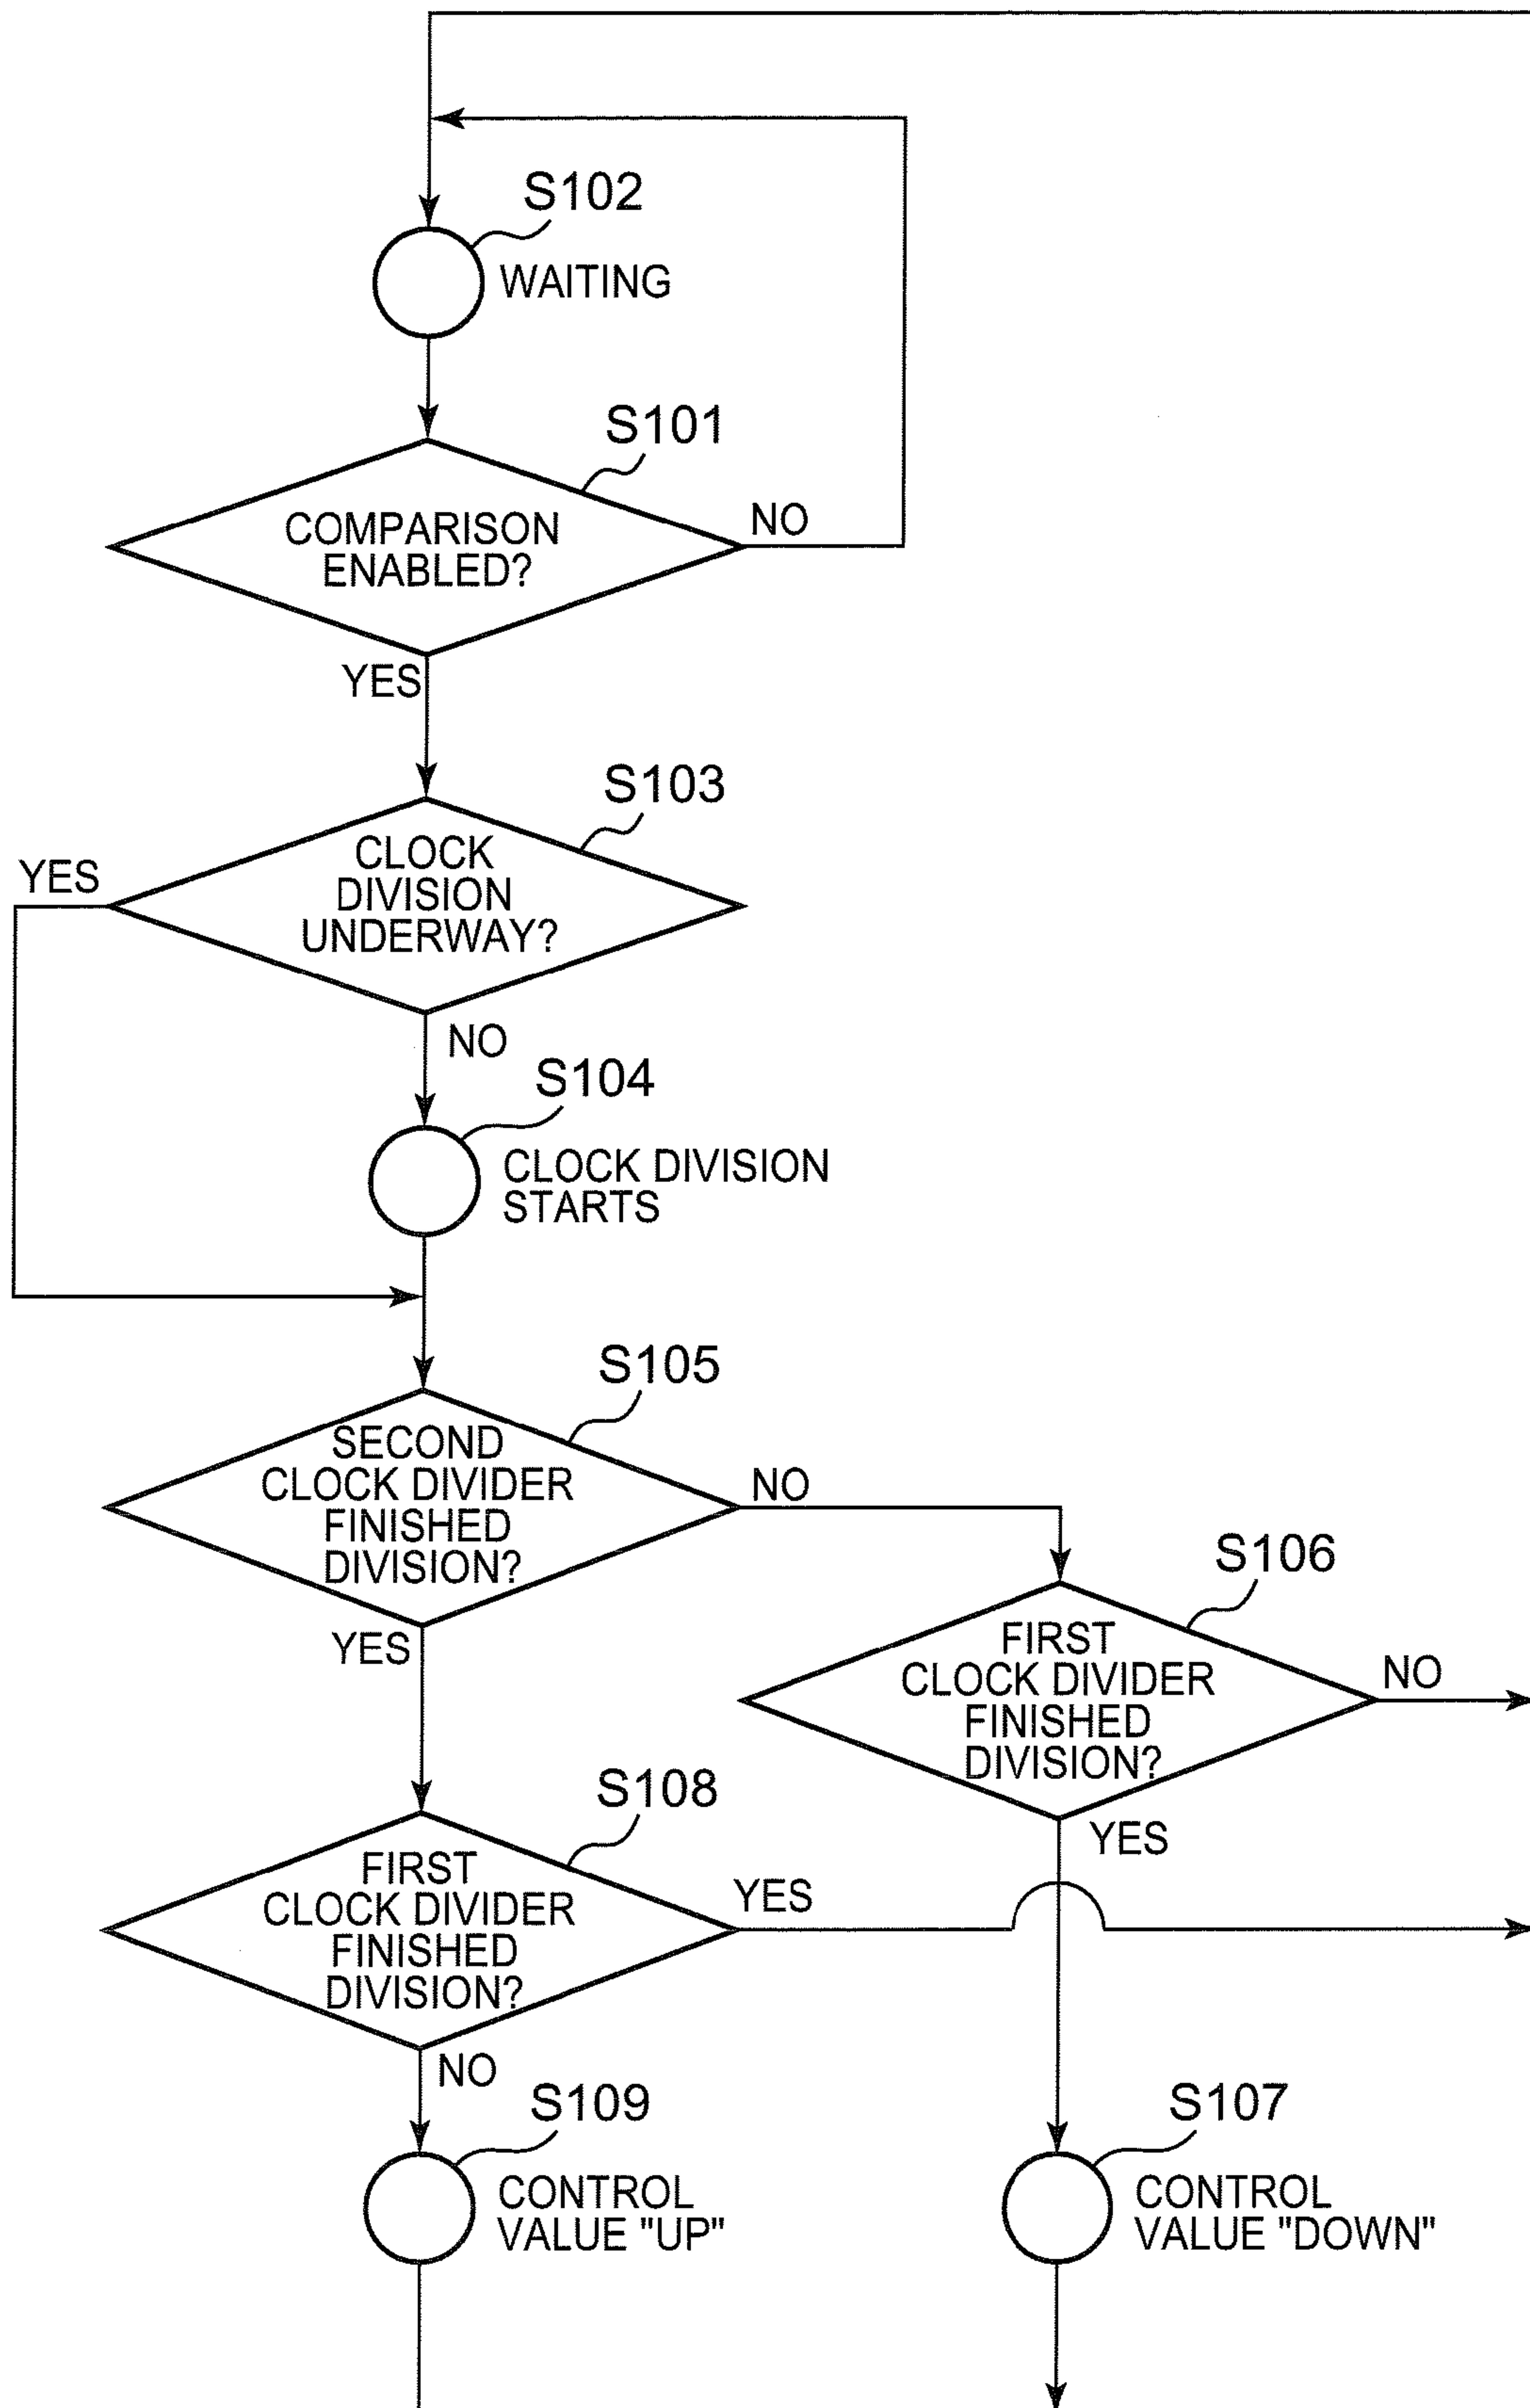 S102
WAITING
S101
COMPARISON
ENABLED?
NO
YES
S103
CLOCK
DIVISION
UNDERWAY?
YES
NO
S104
CLOCK DIVISION
STARTS
S105
SECOND
CLOCK DIVIDER
FINISHED
DIVISION?
NO
YES
S106
FIRST
CLOCK DIVIDER
FINISHED
DIVISION?
NO
YES
S108
FIRST
CLOCK DIVIDER
FINISHED
DIVISION?
YES
NO
S109
CONTROL
VALUE "UP"
S107
CONTROL
VALUE "DOWN"